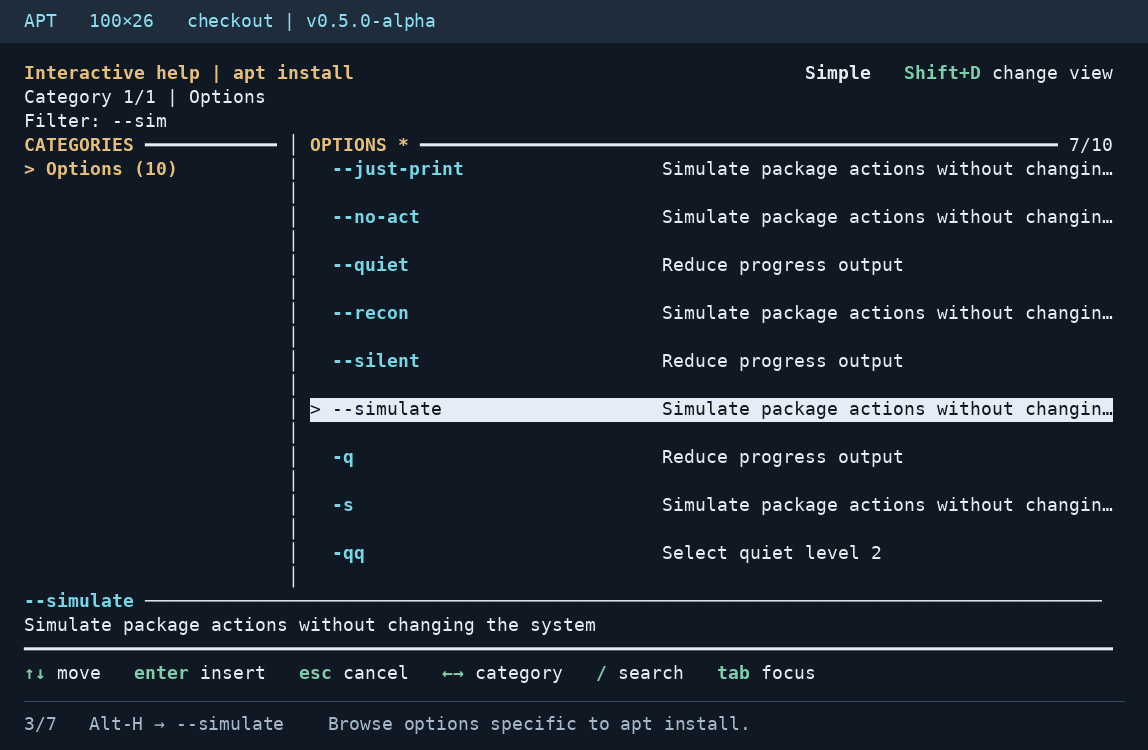 APT   100×26   checkout | v0.5.0-alpha
Interactive help | apt install   Simple   Shift+D change view
Category 1/1 | Options
Filter: --sim
CATEGORIES   OPTIONS *   7/10
> Options (10)   --just-print   Simulate package actions without changin…
--no-act   Simulate package actions without changin…
--quiet   Reduce progress output
--recon   Simulate package actions without changin…
--silent   Reduce progress output
> --simulate   Simulate package actions without changin…
-q   Reduce progress output
-s   Simulate package actions without changin…
-qq   Select quiet level 2
--simulate
Simulate package actions without changing the system
↑↓ move   enter insert   esc cancel   ←→ category   / search   tab focus
3/7   Alt-H → --simulate   Browse options specific to apt install.